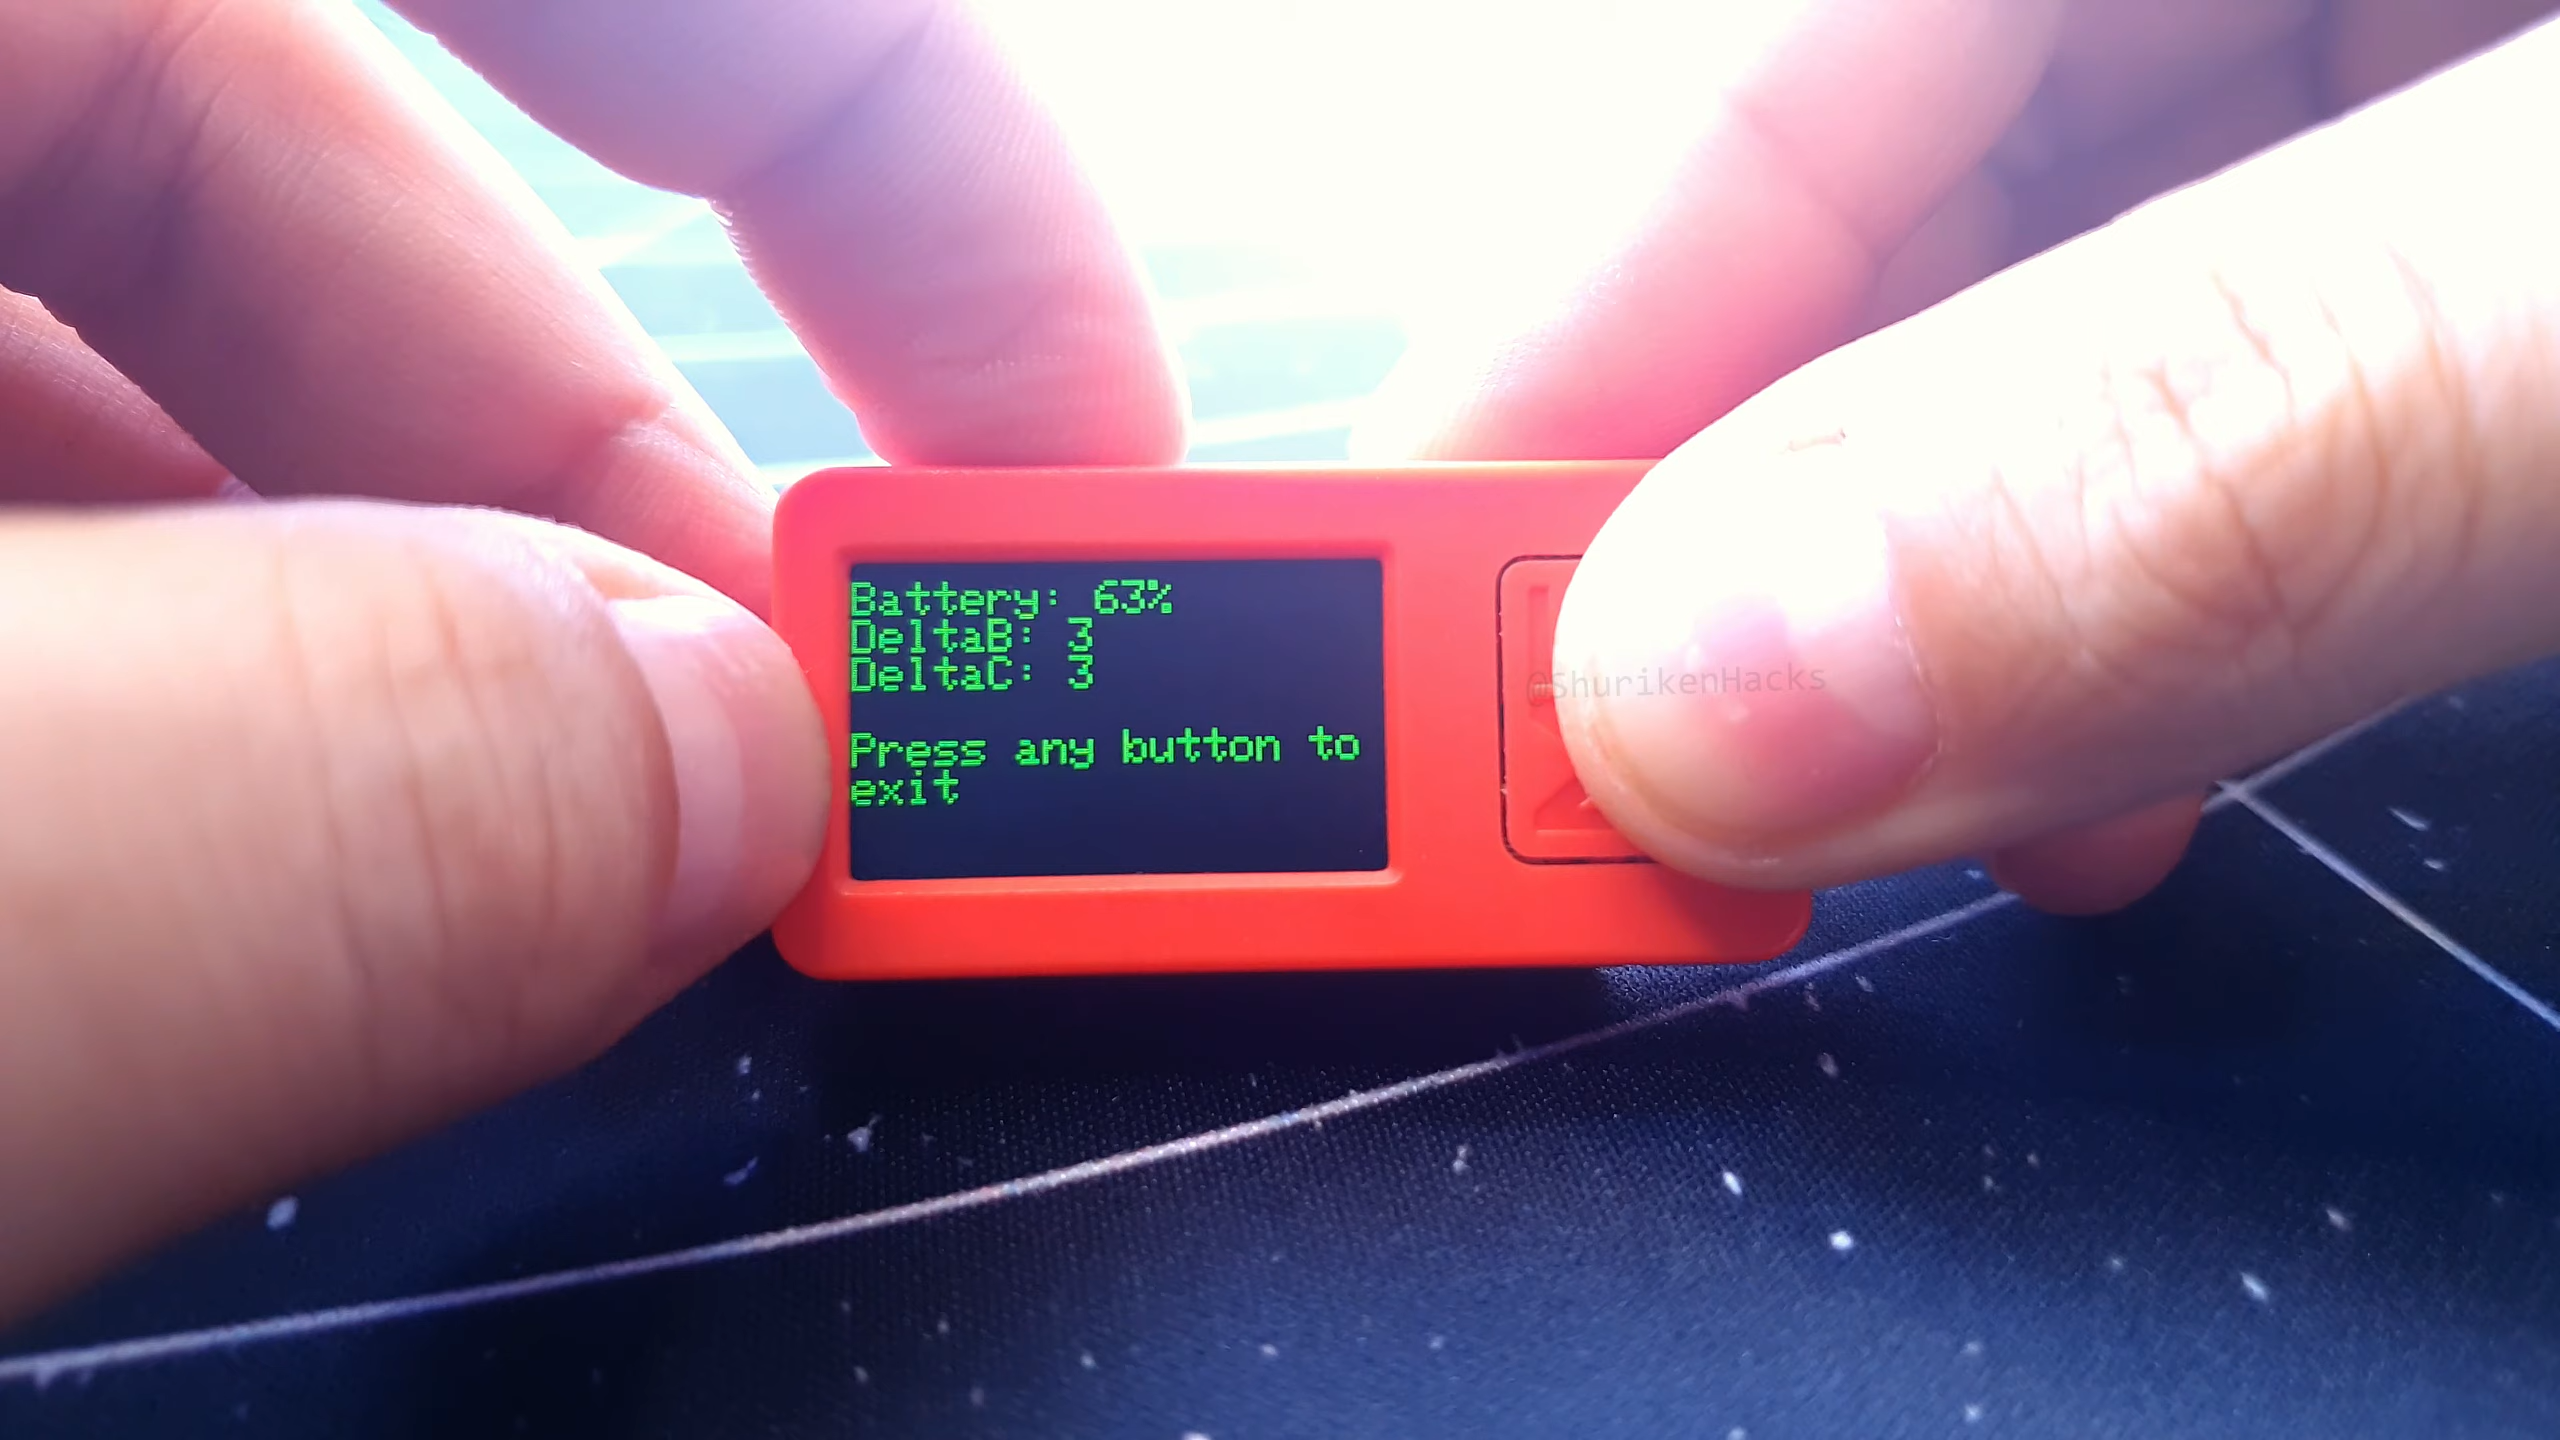 Battery: 63%
DeltaB: 3
DeltaC: 3
Press any button to
exit
@ShurikenHacks